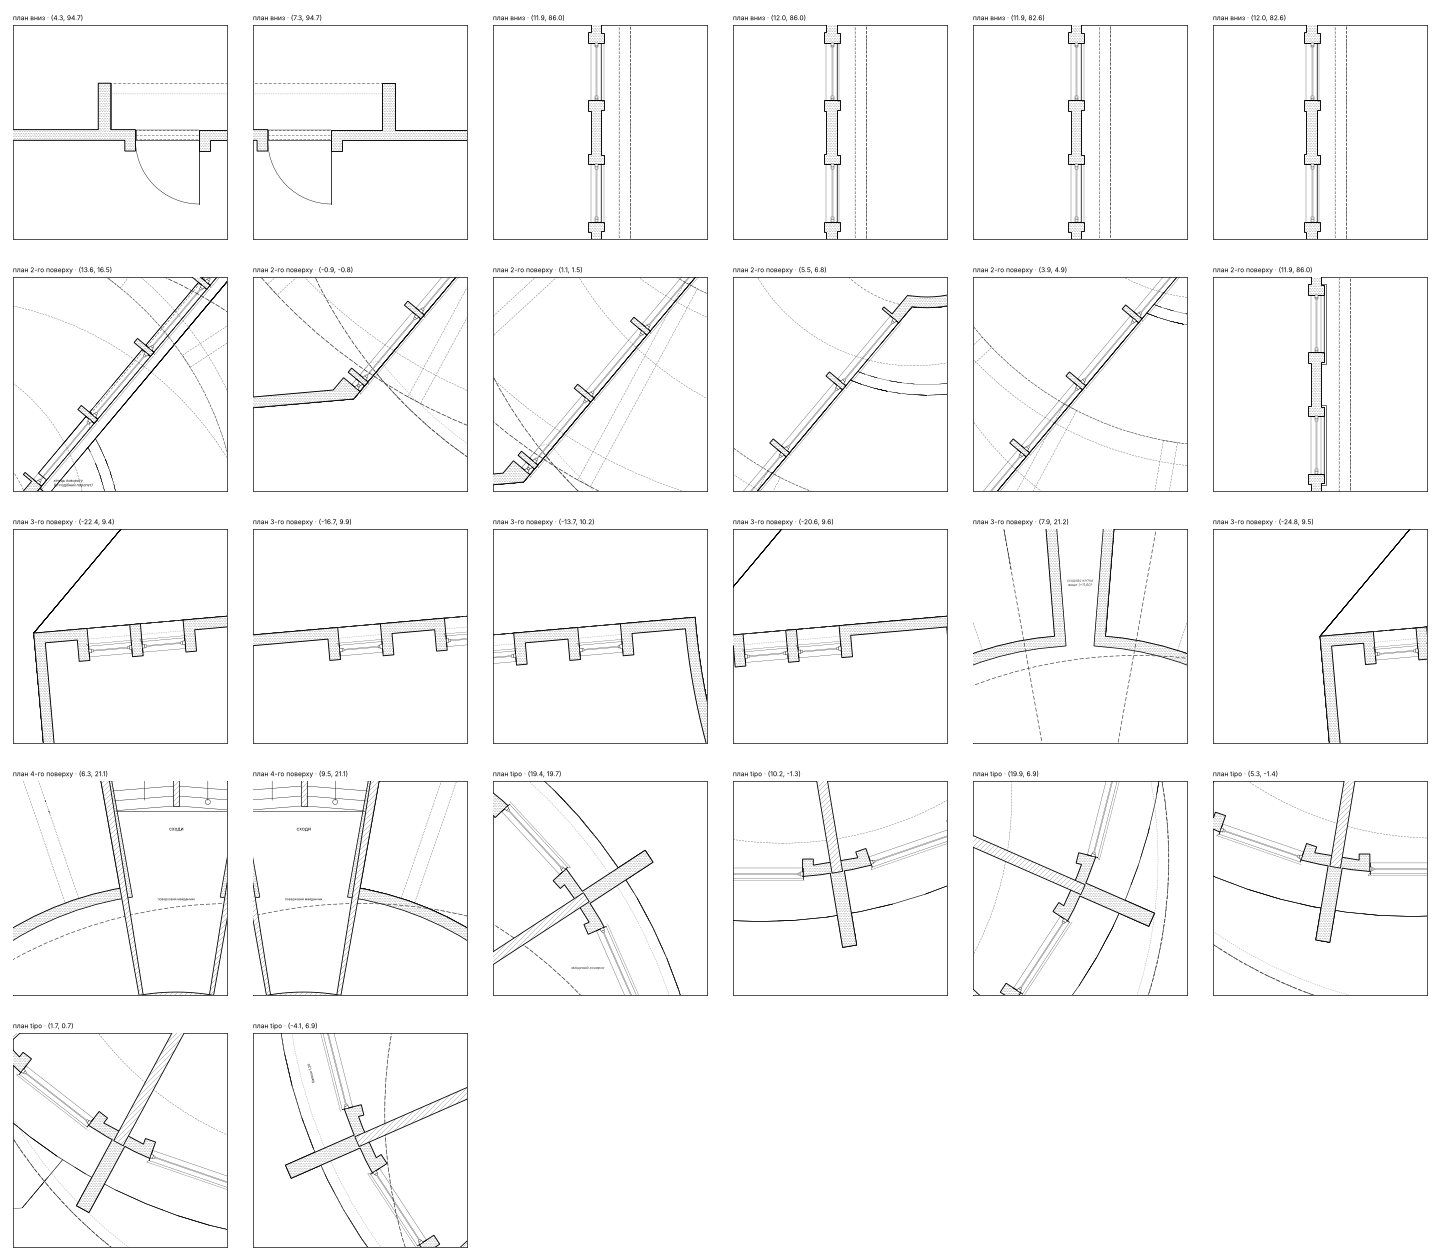 план вниз · (4.3, 94.7)
план вниз · (7.3, 94.7)
план вниз · (11.9, 86.0)
план вниз · (12.0, 86.0)
план вниз · (11.9, 82.6)
план вниз · (12.0, 82.6)
план 2-го поверху · (13.6, 16.5)
план 2-го поверху · (-0.9, -0.8)
план 2-го поверху · (1.1, 1.5)
план 2-го поверху · (5.5, 6.8)
план 2-го поверху · (3.9, 4.9)
план 2-го поверху · (11.9, 86.0)
план 3-го поверху · (-22.4, 9.4)
план 3-го поверху · (-16.7, 9.9)
план 3-го поверху · (-13.7, 10.2)
план 3-го поверху · (-20.6, 9.6)
план 3-го поверху · (7.9, 21.2)
план 3-го поверху · (-24.8, 9.5)
план 4-го поверху · (6.3, 21.1)
план 4-го поверху · (9.5, 21.1)
план tipo · (19.4, 19.7)
план tipo · (10.2, -1.3)
план tipo · (19.9, 6.9)
план tipo · (5.3, -1.4)
сходи
сходи
план tipo · (1.7, 0.7)
план tipo · (-4.1, 6.9)